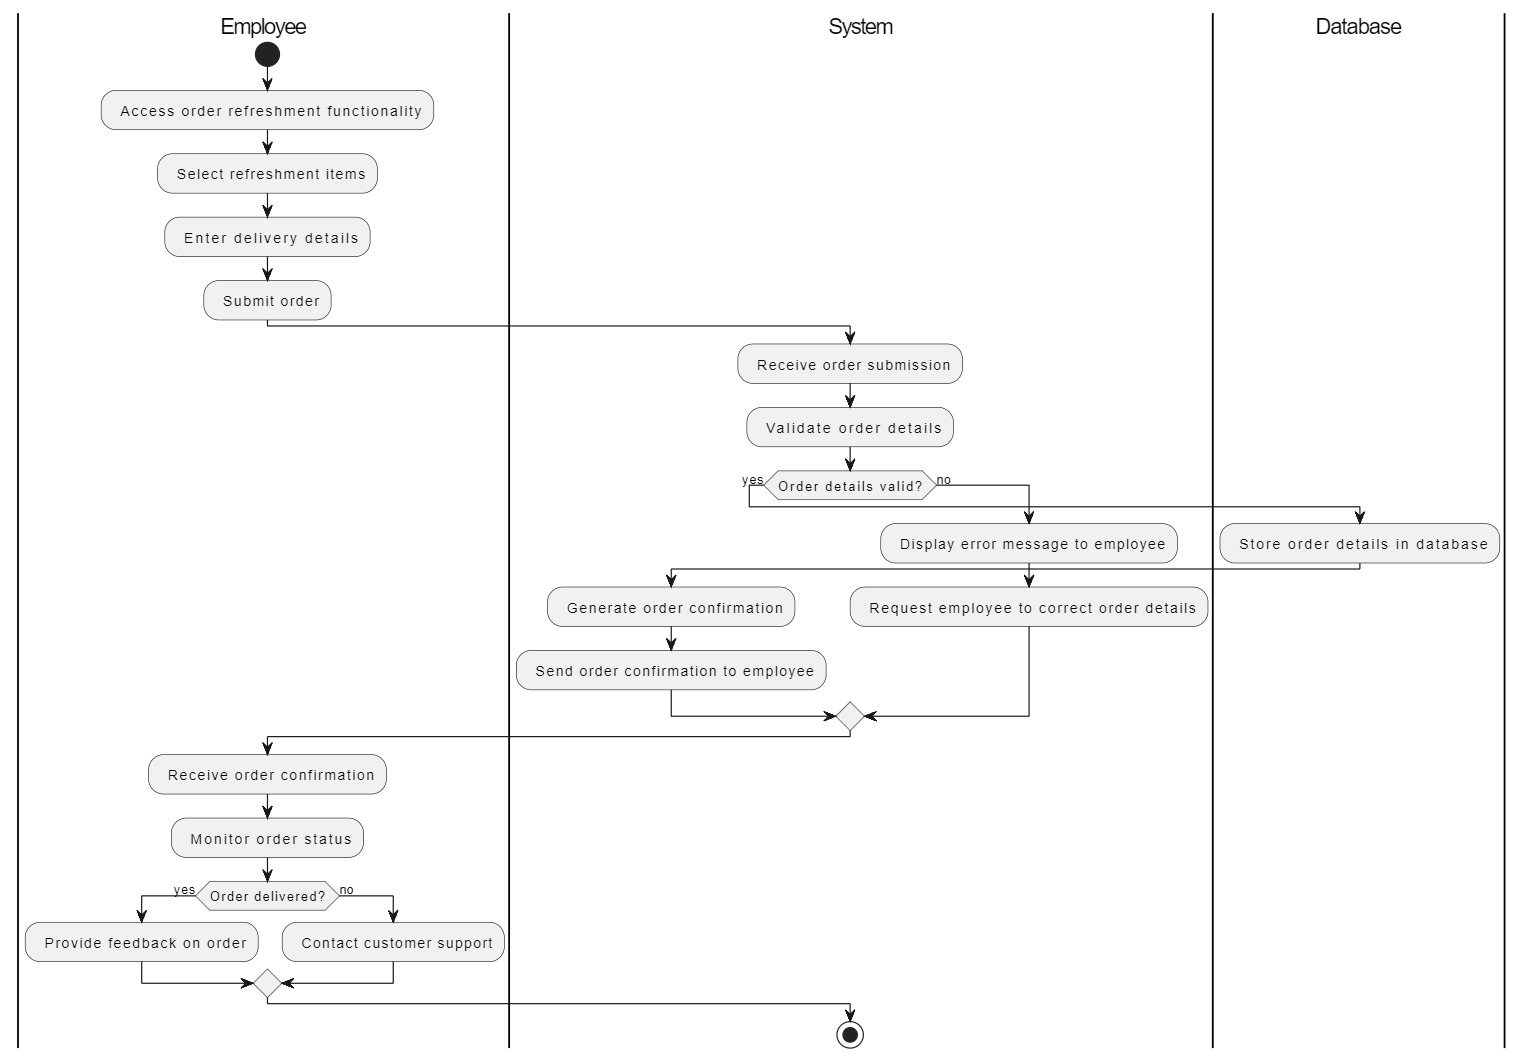 Employee
System
Database
Access order refreshment functionality
Select refreshment items
Enter delivery details
Submit order
Receive order submission
Validate order details
yes
Order details valid?
no
Display error message to employee
Store order details in database
Generate order confirmation
Request employee to correct order details
Send order confirmation to employee
Receive order confirmation
Monitor order status
yes
Order delivered?
no
Provide feedback on order
Contact customer support